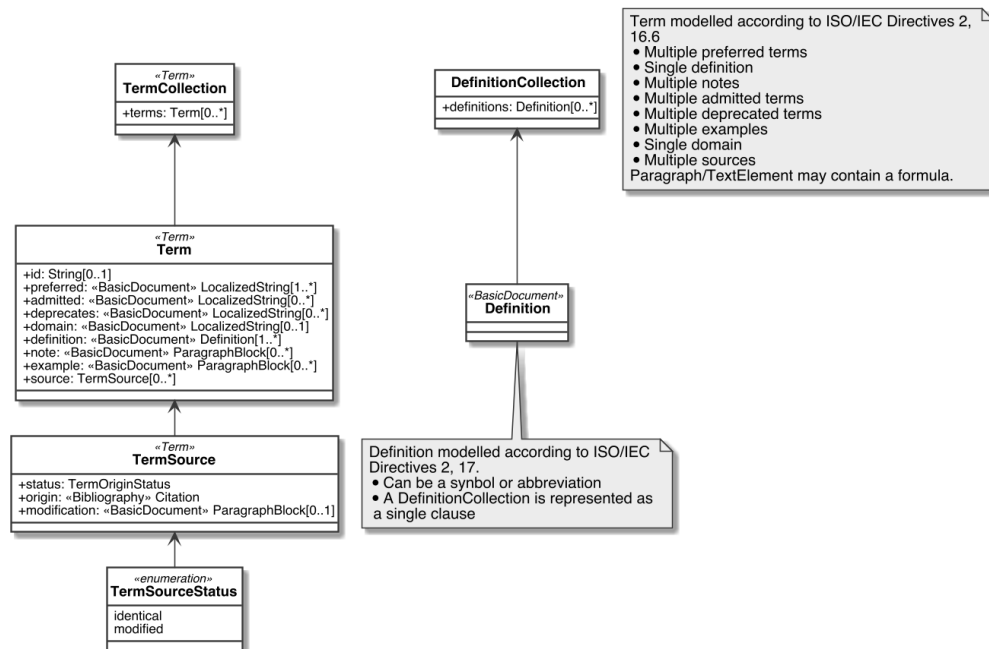 «Term»
TermCollection
+terms: Term[0..*]
DefinitionCollection
+definitions: Definition[0..*]
Term modelled according to ISO/IEC Directives 2,
16.6
• Multiple preferred terms
• Single definition
• Multiple notes
• Multiple admitted terms
• Multiple deprecated terms
• Multiple examples
• Single domain
• Multiple sources
Paragraph/TextElement may contain a formula.
«Term»
Term
+id: String[0..1]
+preferred: «BasicDocument» LocalizedString[1..*]
+admitted: «BasicDocument» LocalizedString[0..*]
+deprecates: «BasicDocument» LocalizedString[0..*]
+domain: «BasicDocument» LocalizedString[0..1]
+definition: «BasicDocument» Definition[1..*]
+note: «BasicDocument» ParagraphBlock[0..*]
+example: «BasicDocument» ParagraphBlock[0..*]
+source: TermSource[0..*]
«BasicDocument»
Definition
«Term»
TermSource
+status: TermOriginStatus
+origin: «Bibliography» Citation
+modification: «BasicDocument» ParagraphBlock[0..1]
Definition modelled according to ISO/IEC
Directives 2, 17.
• Can be a synbol or abbreviation
• A DefinitionCollection is represented as
a single clause
«enumeration»
TermSourceStatus
identical
modified